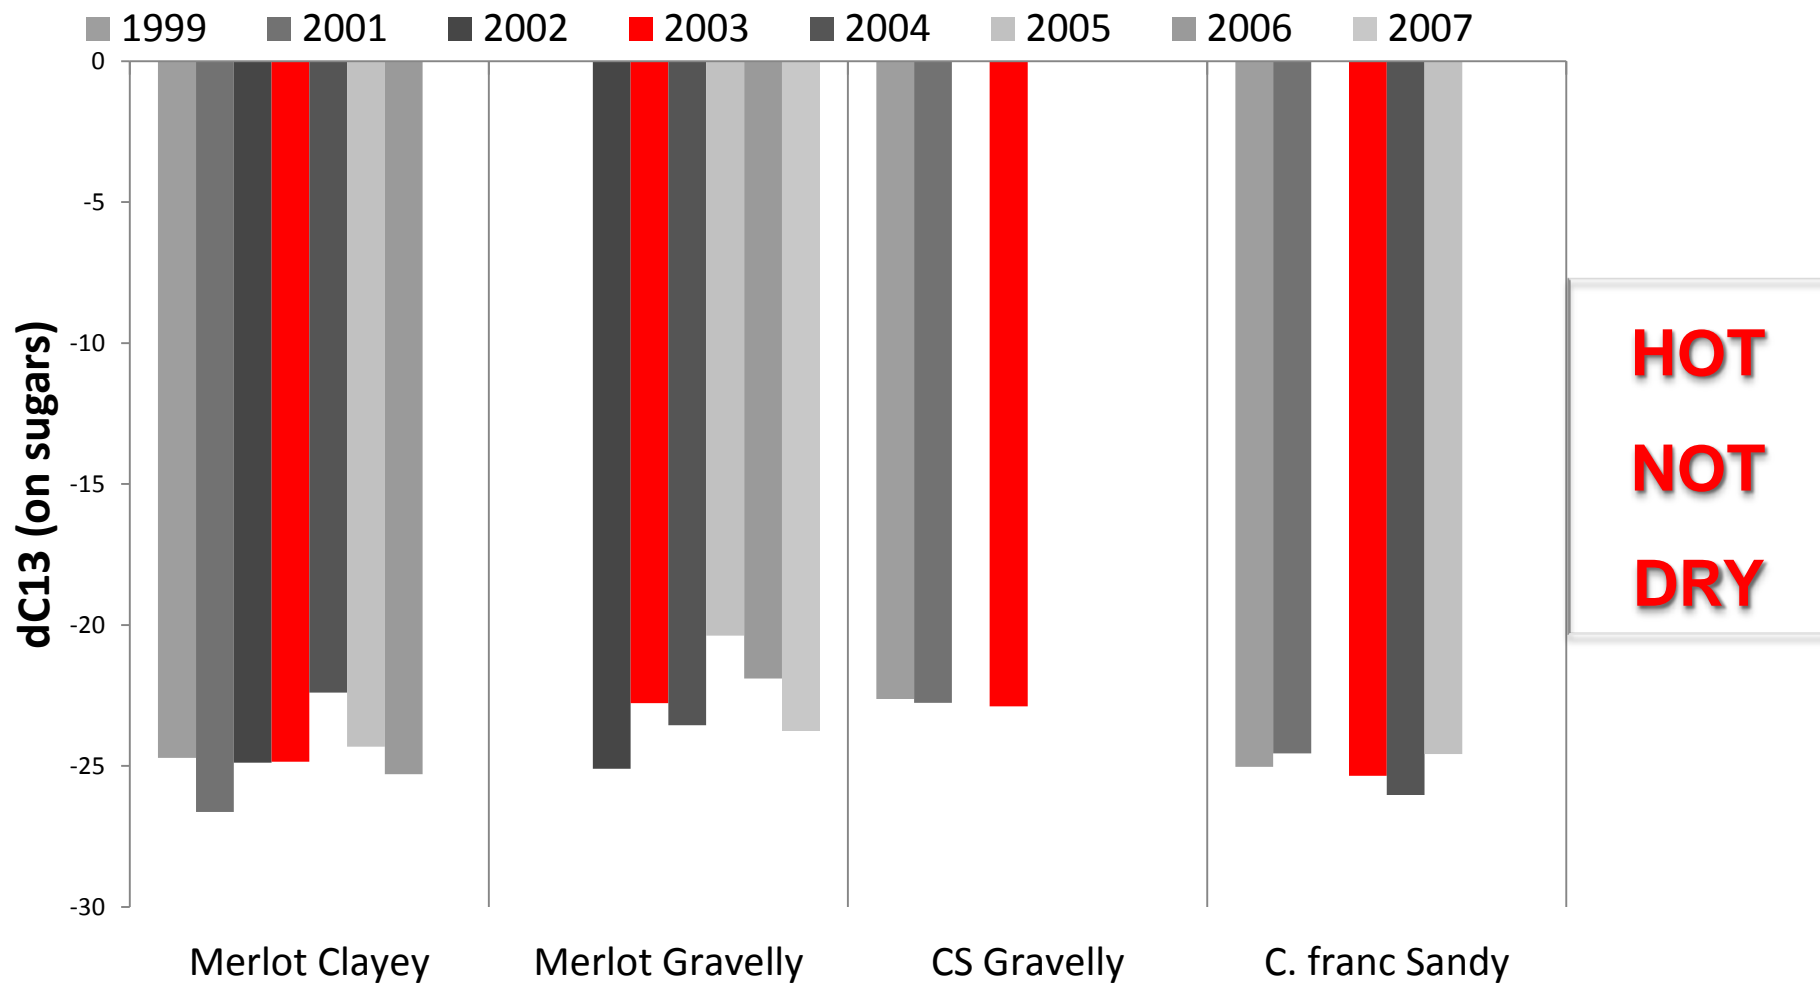 1999 2001 2002 2003 2004 2005 2006 2007
0
-5
-10
-15
-20
-25
-30
dC13 (on sugars)
Merlot Clayey Merlot Gravelly CS Gravelly C. franc Sandy
HOT
NOT
DRY